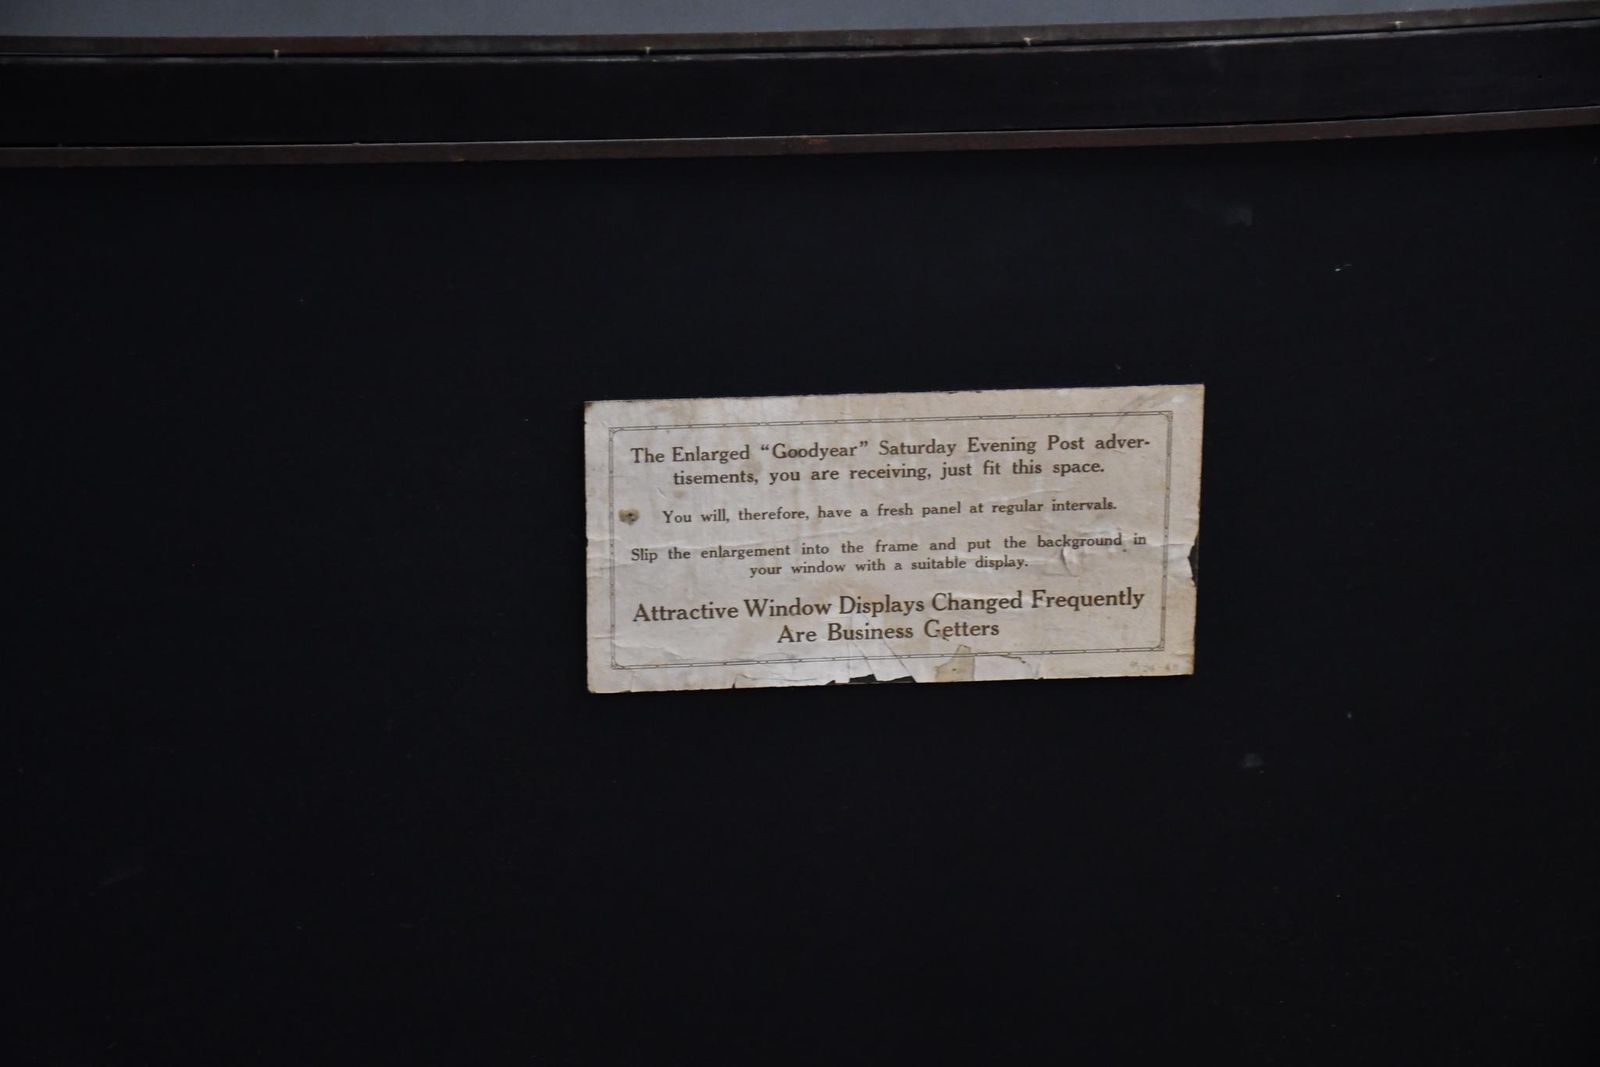 The Enlarged “Goodyear” Saturday Evening Post adver-
tisements, you are receiving, just fit this space.
You will, therefore, have a fresh panel at regular intervals.
Slip the enlargement into the frame and put the background in
your window with a suitable display.
Attractive Window Displays Changed Frequently
Are Business Getters